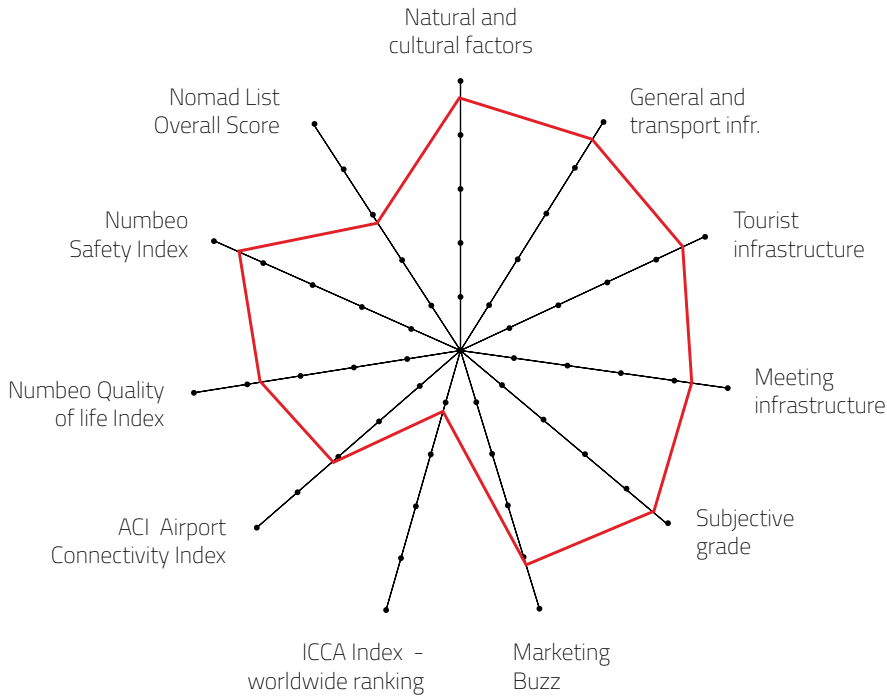 Natural and
cultural factors
General and
transport infr.
Tourist
infrastructure
Meeting
infrastructure
Subjective
grade
Marketing
Buzz
ICCA Index -
worldwide ranking
ACI Airport
Connectivity Index
Numbeo Quality
of life Index
Numbeo
Safety Index
Nomad List
Overall Score